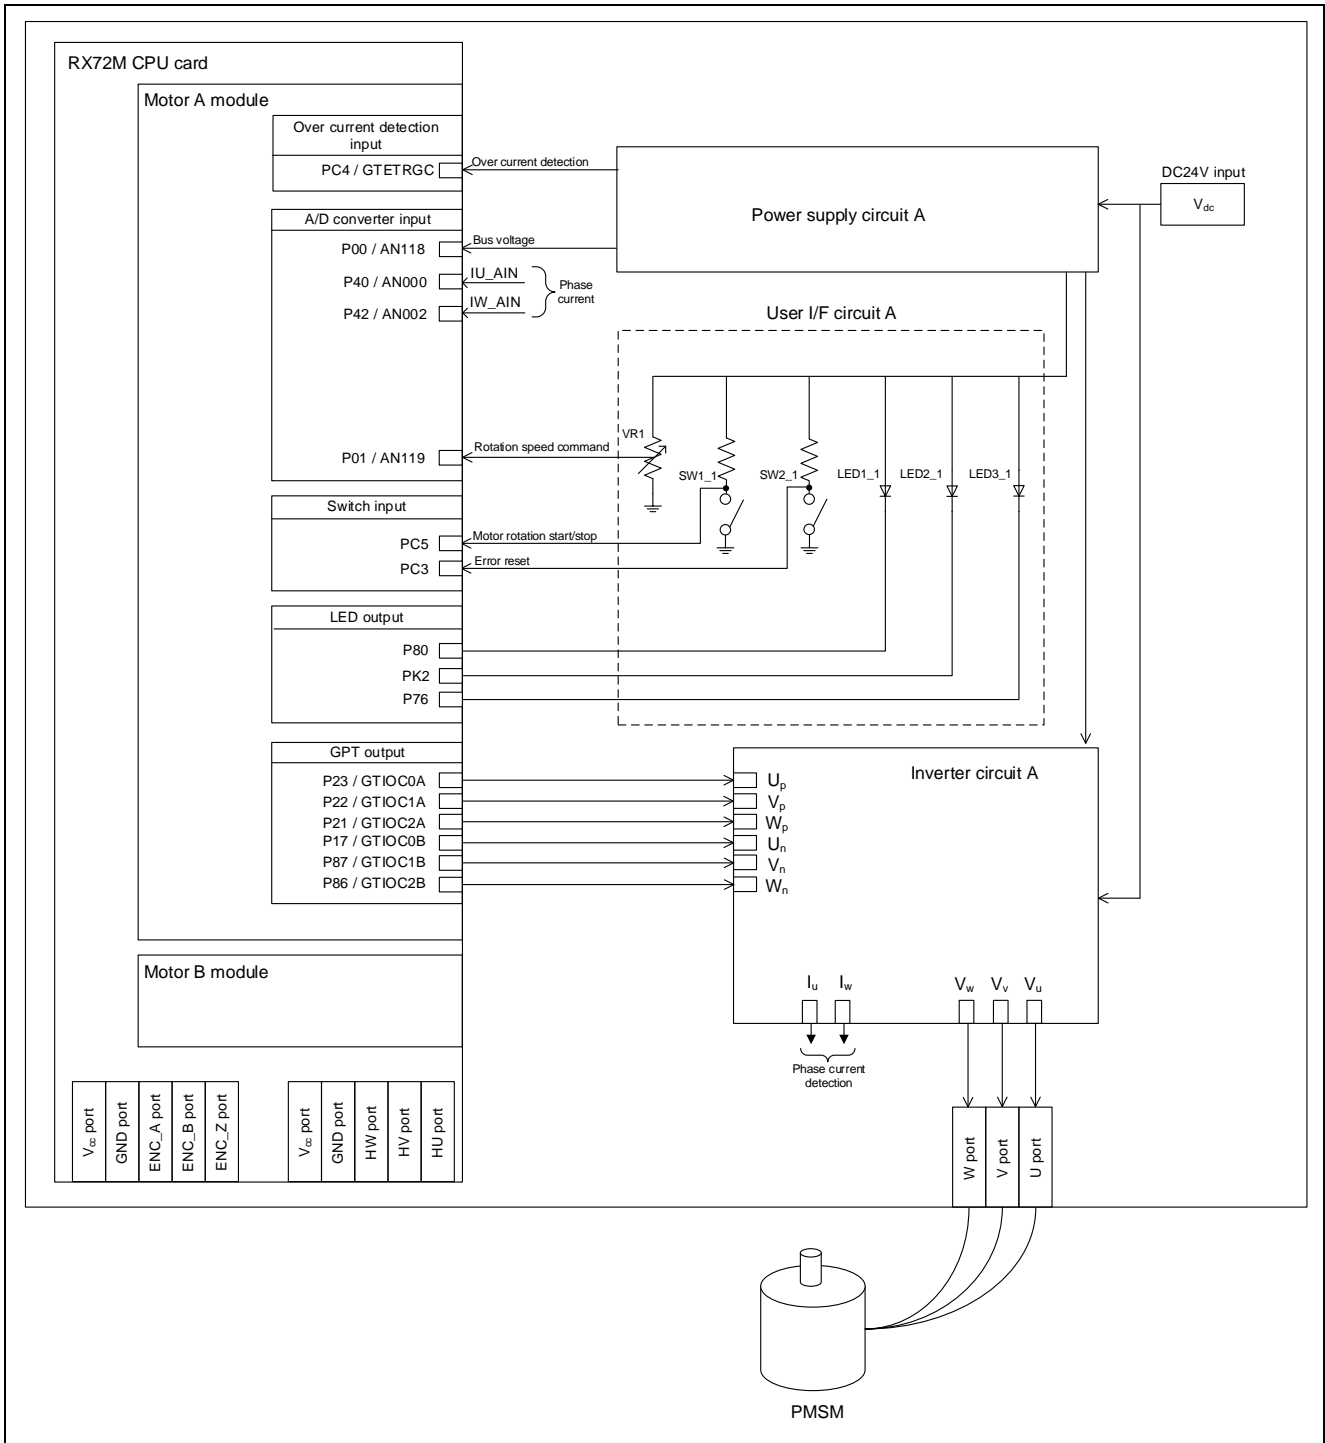 RX72M CPU card
Motor A module
Over current detection
input
PC4 / GTETRGC
Over current detection
Power supply circuit A
DC24V input
Vdc
A/D converter input
P00 / AN118
Bus voltage
P40 / AN000
IU_AIN
P42 / AN002
IW_AIN
Phase
current
User I/F circuit A
P01 / AN119
Rotation speed command
VR1
SW1_1
SW2_1
LED1_1
LED2_1
LED3_1
Switch input
PC5
Motor rotation start/stop
PC3
Error reset
LED output
P80
PK2
P76
GPT output
P23 / GTIOC0A
P22 / GTIOC1A
P21 / GTIOC2A
P17 / GTIOC0B
P87 / GTIOC1B
P86 / GTIOC2B
Up
Vp
Wp
Un
Vn
Wn
Inverter circuit A
Iu
Iw
Vw
Vv
Vu
Phase current
detection
Motor B module
Vcc port
GND port
ENC_A port
ENC_B port
ENC_Z port
Vcc port
GND port
HW port
HV port
HU port
W port
V port
U port
PMSM